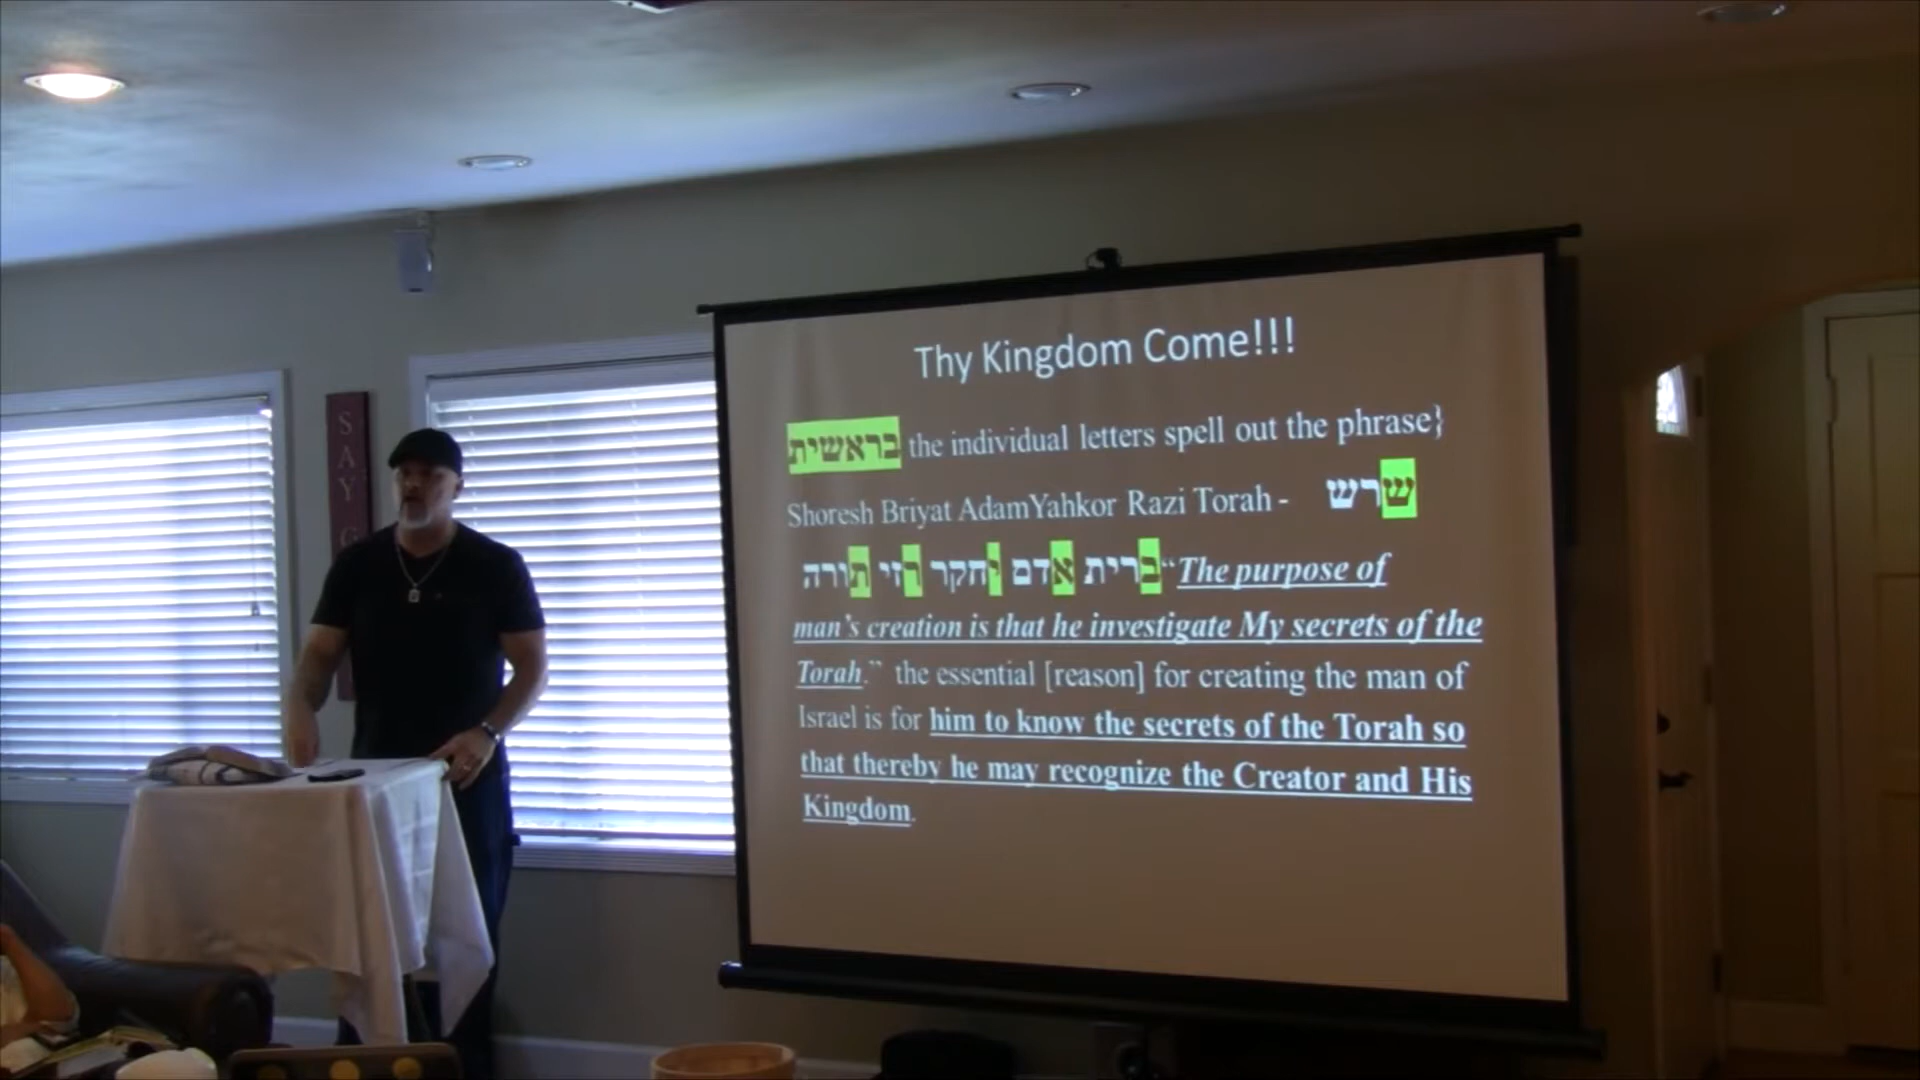 Thy Kingdom Come!!!
בראשית the individual letters spell out the phrase}
Shoresh Briyat AdamYahkor Razi Torah - שרש
ברית אדם יחקר רזי תורה “The purpose of
man’s creation is that he investigate My secrets of the
Torah.” the essential [reason] for creating the man of
Israel is for him to know the secrets of the Torah so
that thereby he may recognize the Creator and His
Kingdom.
SAY G